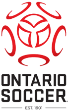 ONTARIO
SOCCER
EST. 1901